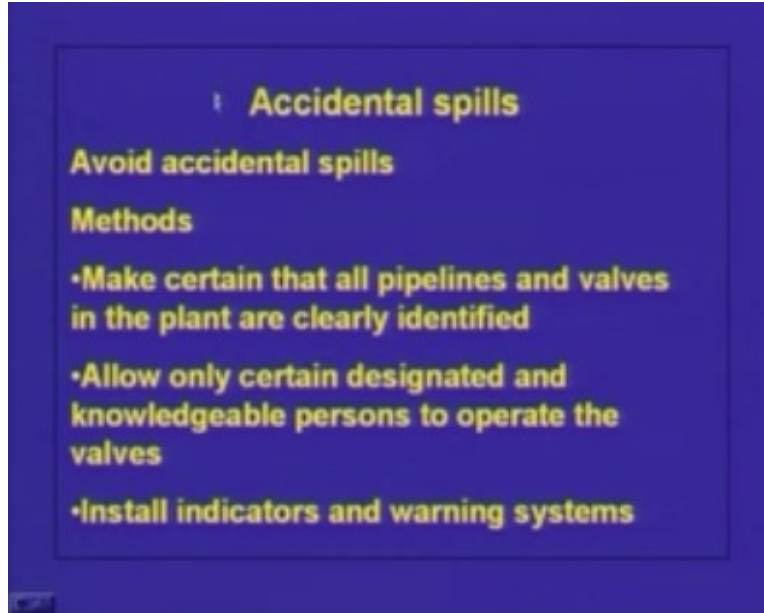 Accidental spills
Avoid accidental spills
Methods
•Make certain that all pipelines and valves
in the plant are clearly identified
•Allow only certain designated and
knowledgeable persons to operate the
valves
•Install indicators and warning systems